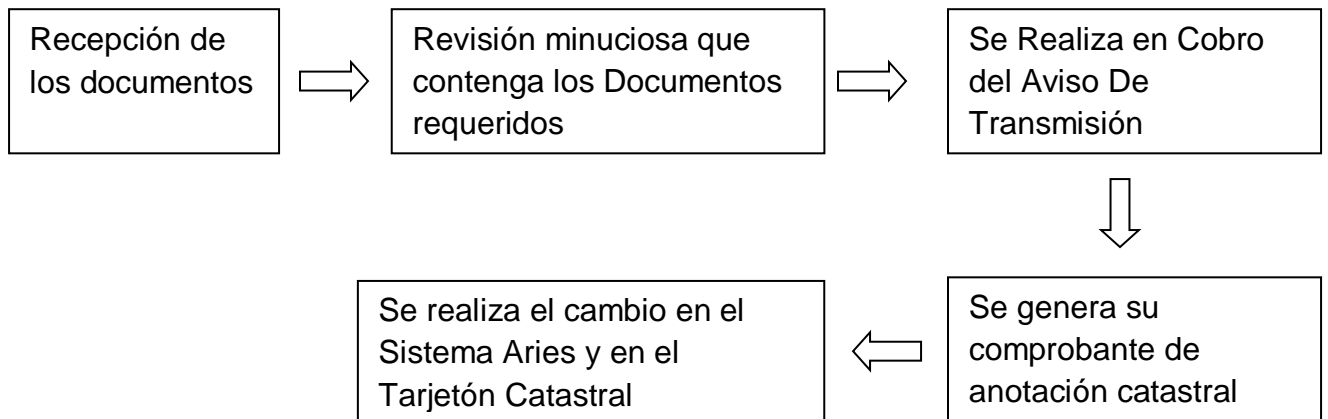 Recepción de
los documentos
Revisión minuciosa que
contenga los Documentos
requeridos
Se Realiza en Cobro
del Aviso De
Transmisión
Se genera su
comprobante de
anotación catastral
Se realiza el cambio en el
Sistema Aries y en el
Tarjetón Catastral